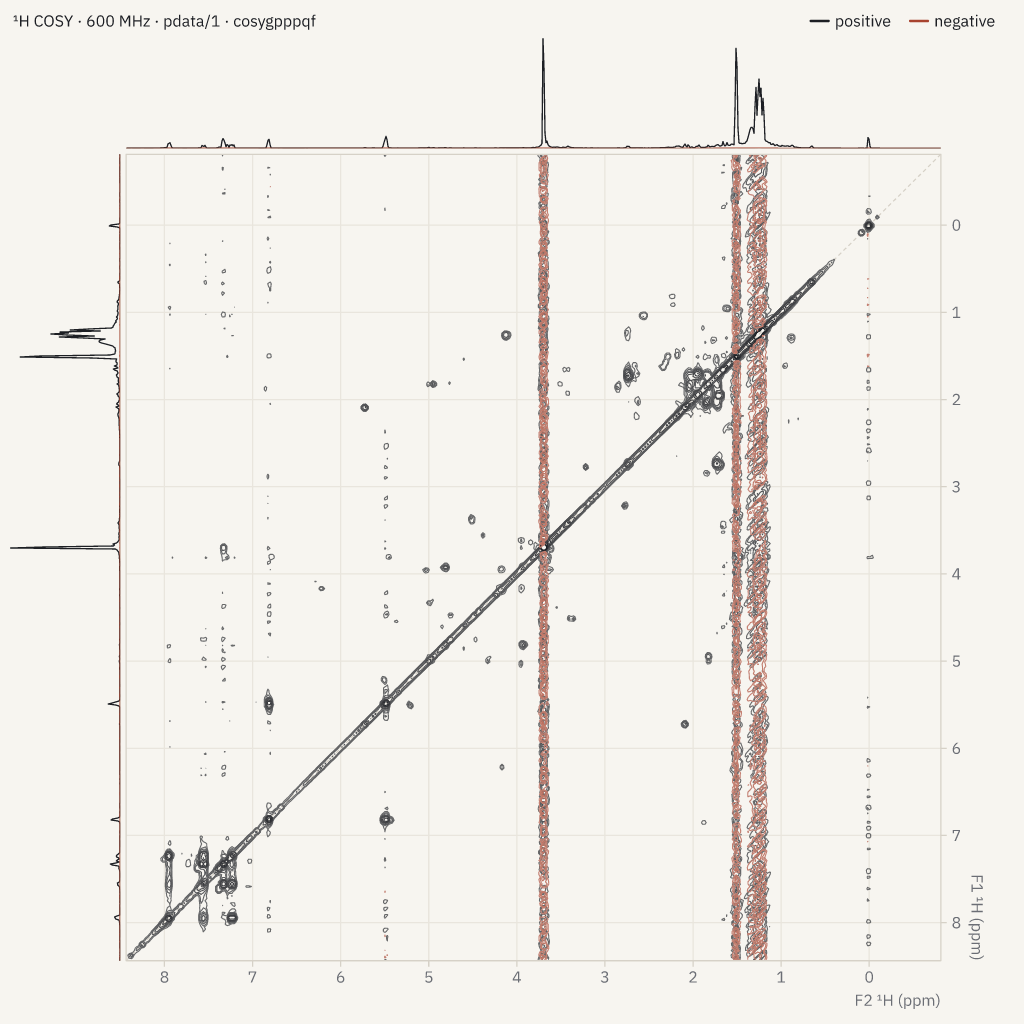 ¹H COSY · 600 MHz · pdata/1 · cosygpppqf
positive
negative
0
1
2
3
4
5
6
7
8
F1 ¹H (ppm)
8 7 6 5 4 3 2 1 0
F2 ¹H (ppm)